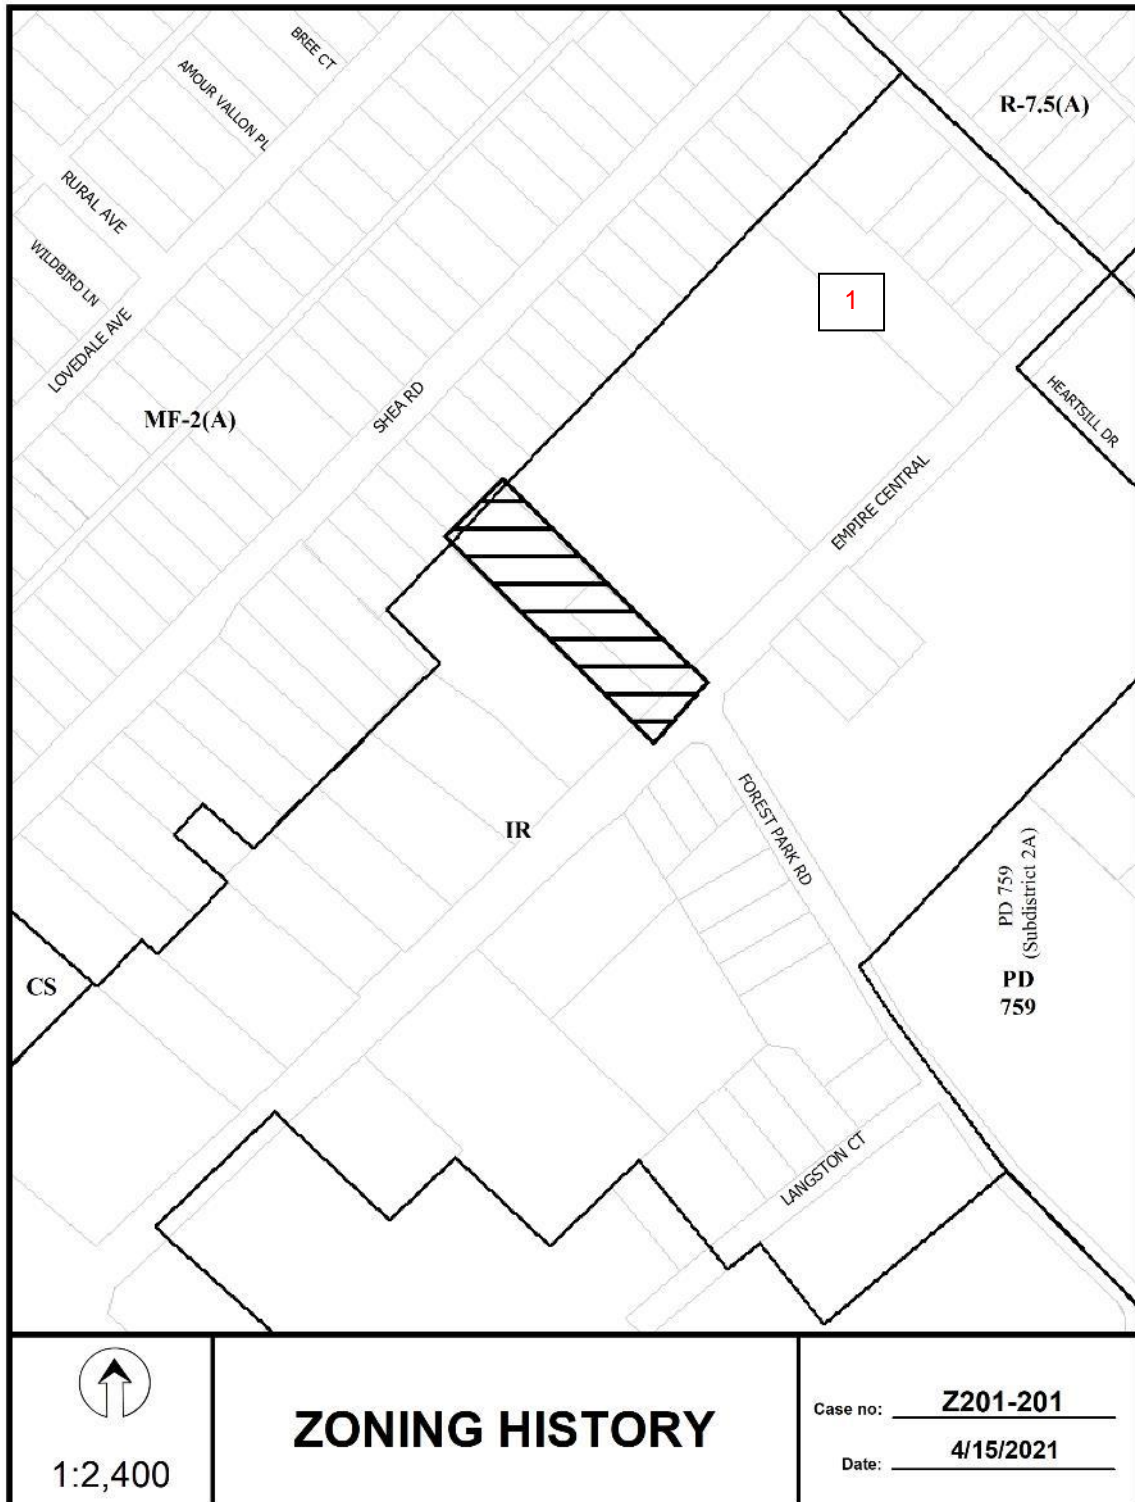 BREE CT
AMOUR VALLON PL
R-7.5(A)
RURAL AVE
WILDBIRD LN
LOVEDALE AVE
1
HEARTSILL DR
MF-2(A)
SHEA RD
EMPIRE CENTRAL
IR
FOREST PARK RD
PD 759
(Subdistrict 2A)
PD
759
CS
LANGSTON CT
1:2,400
ZONING HISTORY
Case no: Z201-201
Date: 4/15/2021